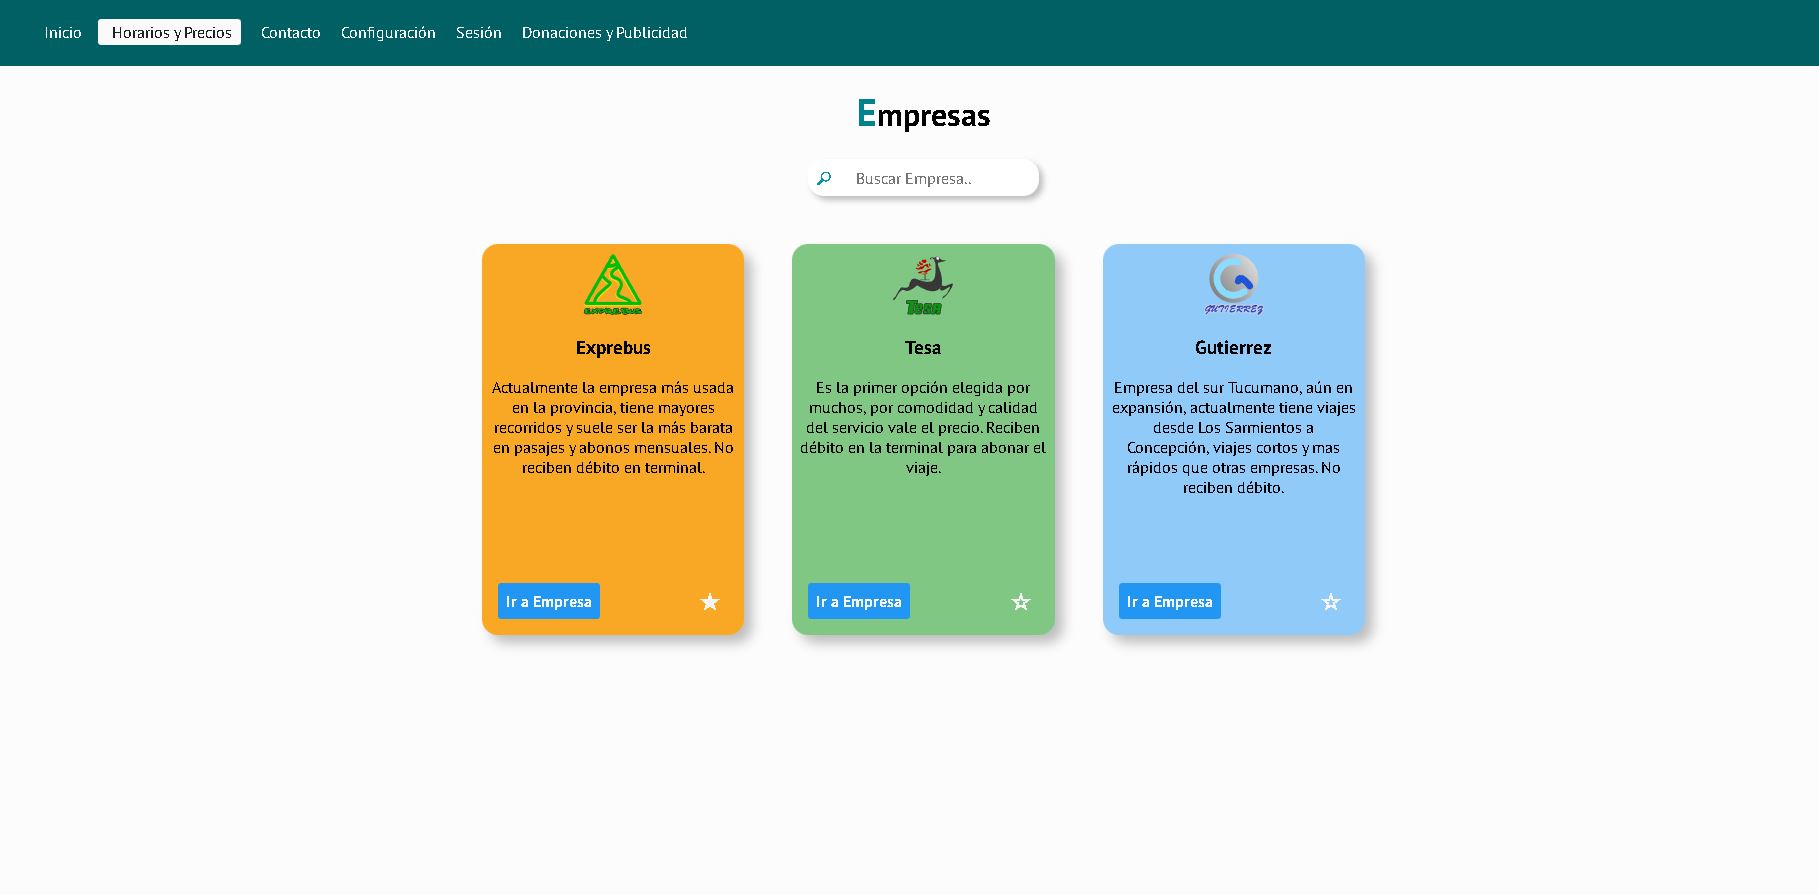 Inicio Horarios y Precios Contacto Configuración Sesión Donaciones y Publicidad
Empresas
Buscar Empresa..
EXPREBUS
Exprebus
Actualmente la empresa más usada
en la provincia, tiene mayores
recorridos y suele ser la más barata
en pasajes y abonos mensuales. No
reciben débito en terminal.
Ir a Empresa
Tesa
Tesa
Es la primer opción elegida por
muchos, por comodidad y calidad
del servicio vale el precio. Reciben
débito en la terminal para abonar el
viaje.
Ir a Empresa
GUTIERREZ
Gutierrez
Empresa del sur Tucumano, aún en
expansión, actualmente tiene viajes
desde Los Sarmientos a
Concepción, viajes cortos y mas
rápidos que otras empresas. No
reciben débito.
Ir a Empresa